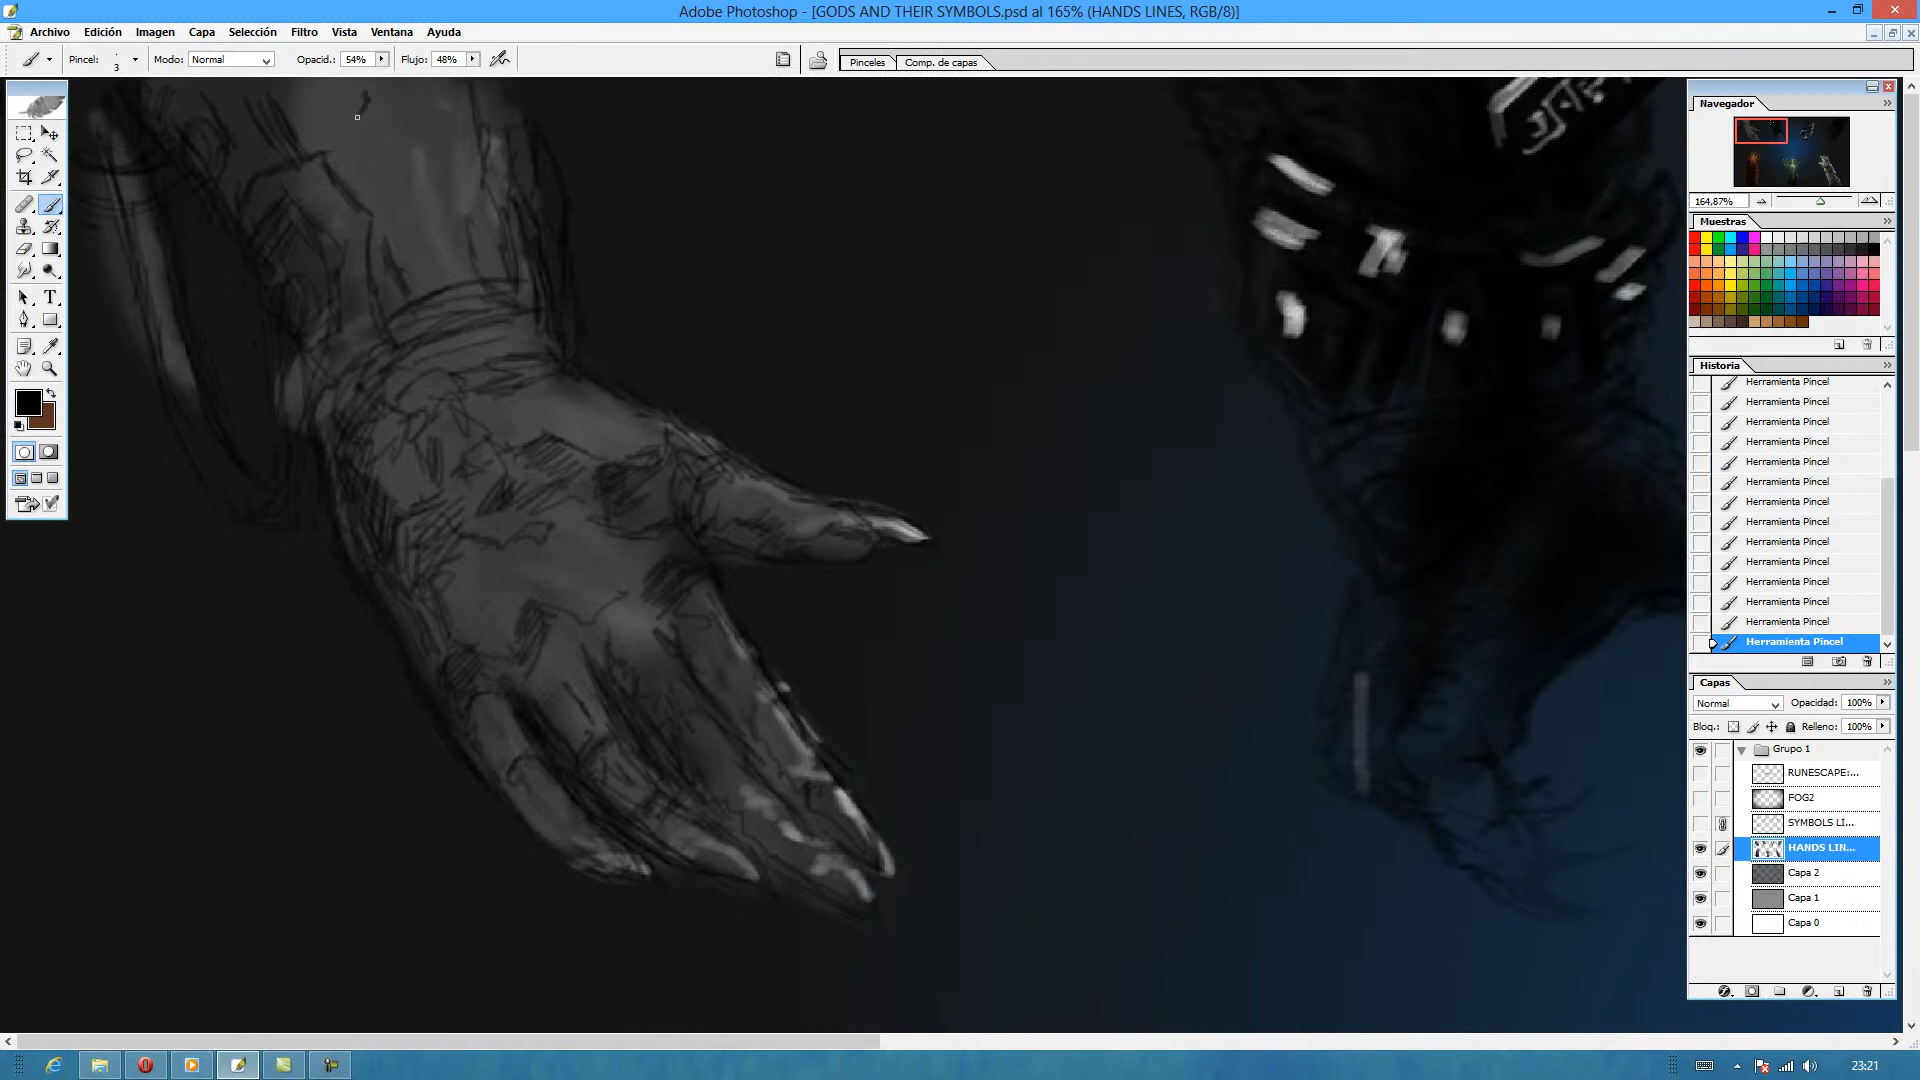 Adobe Photoshop - [GODS AND THEIR SYMBOLS.psd al 165% (HANDS LINES, RGB/8)]
Archivo Edición Imagen Capa Selección Filtro Vista Ventana Ayuda
Pincel: 3 Modo: Normal Opacid.: 54% Flujo: 48% Pinceles Comp. de capas
Navegador
164,87%
Muestras
Historia
Herramienta Pincel
Herramienta Pincel
Herramienta Pincel
Herramienta Pincel
Herramienta Pincel
Herramienta Pincel
Herramienta Pincel
Herramienta Pincel
Herramienta Pincel
Herramienta Pincel
Herramienta Pincel
Herramienta Pincel
Herramienta Pincel
Herramienta Pincel
Capas
Normal Opacidad: 100%
Bloq.: Relleno: 100%
Grupo 1
RUNESCAPE:...
FOG2
SYMBOLS LI...
HANDS LIN...
Capa 2
Capa 1
Capa 0
23:21